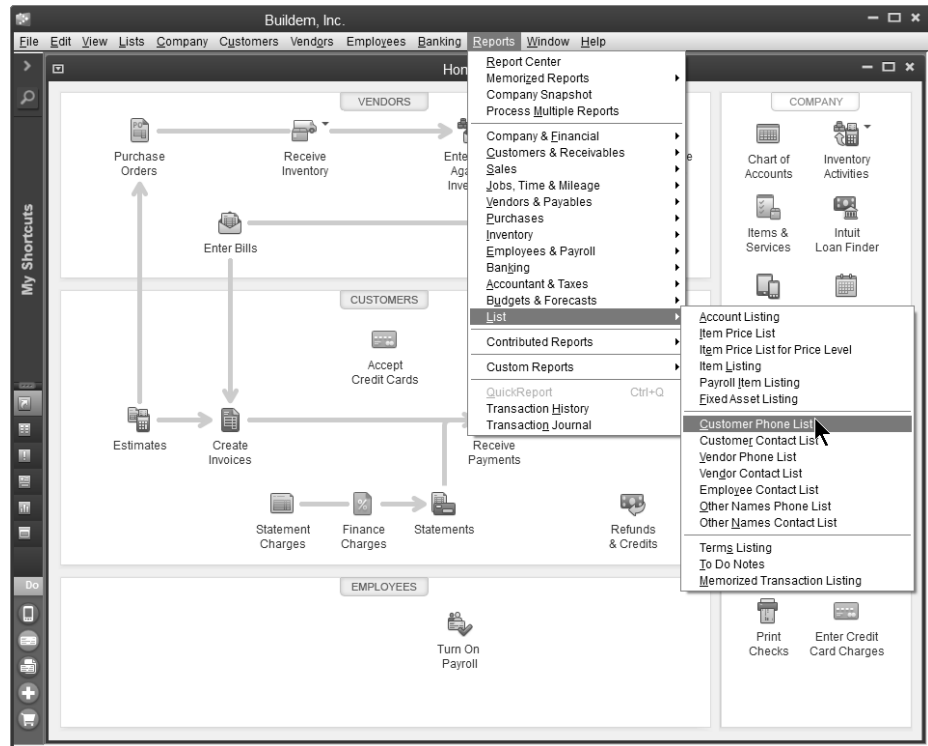 Buildem, Inc.
File Edit View Lists Company Customers Vendors Employees Banking Reports Window Help
My Shortcuts
Do
Hom
VENDORS
Purchase
Orders
Receive
Inventory
Enter Bills
CUSTOMERS
Accept
Credit Cards
Estimates
Create
Invoices
Receive
Payments
Statement
Charges
Finance
Charges
Statements
Refunds
& Credits
EMPLOYEES
Turn On
Payroll
Report Center
Memorized Reports
Company Snapshot
Process Multiple Reports
Company & Financial
Customers & Receivables
Sales
Jobs, Time & Mileage
Vendors & Payables
Purchases
Inventory
Employees & Payroll
Banking
Accountant & Taxes
Budgets & Forecasts
List
Contributed Reports
Custom Reports
QuickReport Ctrl+Q
Transaction History
Transaction Journal
Account Listing
Item Price List
Item Price List for Price Level
Item Listing
Payroll Item Listing
Fixed Asset Listing
Customer Phone List
Customer Contact List
Vendor Phone List
Vendor Contact List
Employee Contact List
Other Names Phone List
Other Names Contact List
Terms Listing
To Do Notes
Memorized Transaction Listing
COMPANY
Chart of
Accounts
Inventory
Activities
Items &
Services
Intuit
Loan Finder
Print
Checks
Enter Credit
Card Charges